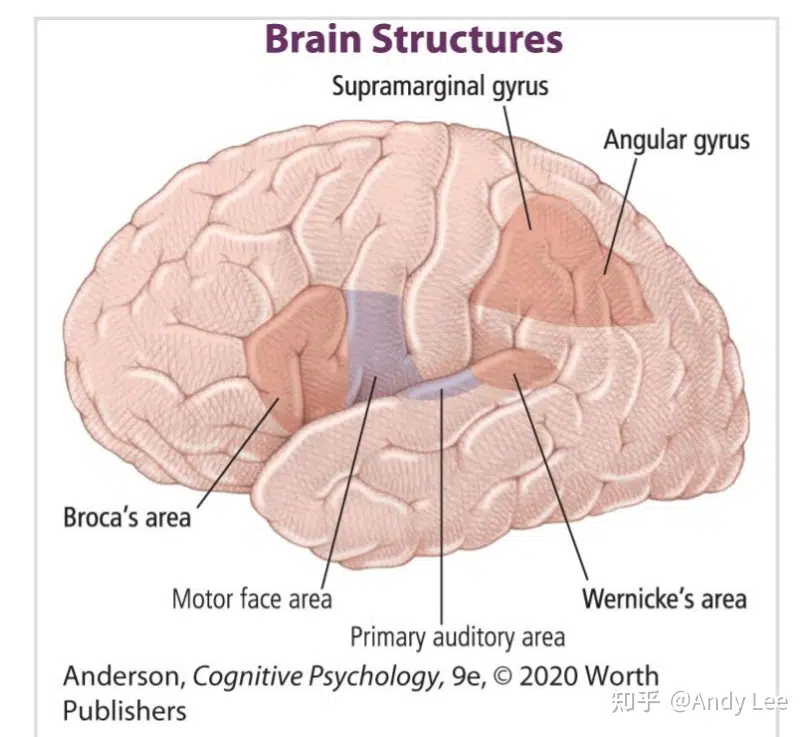 Brain Structures
Supramarginal gyrus
Angular gyrus
Broca’s area
Motor face area
Wernicke’s area
Primary auditory area
Anderson, Cognitive Psychology, 9e, © 2020 Worth
Publishers
知乎 @Andy Lee